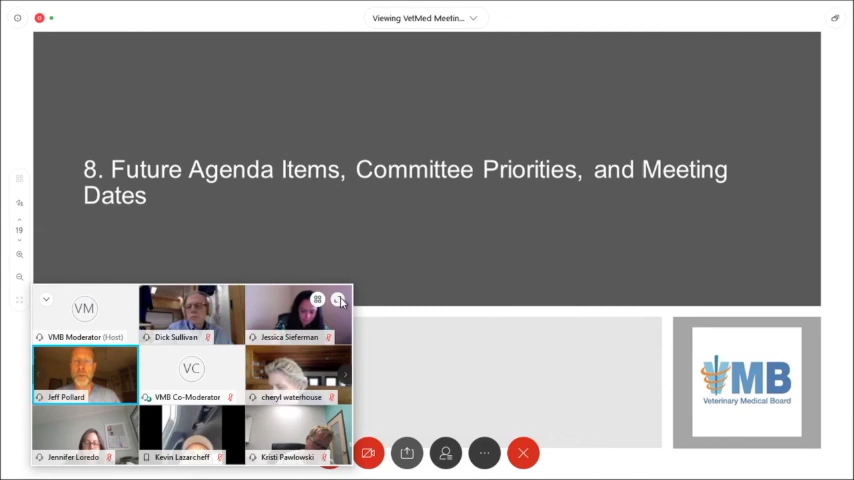 Viewing VetMed Meetin...
8. Future Agenda Items, Committee Priorities, and Meeting
Dates
19
VM
VMB Moderator (Host)
Dick Sullivan
Jessica Sieferman
Jeff Pollard
VC
VMB Co-Moderator
cheryl waterhouse
Jennifer Loredo
Kevin Lazarcheff
Kristi Pawlowski
VMB
Veterinary Medical Board